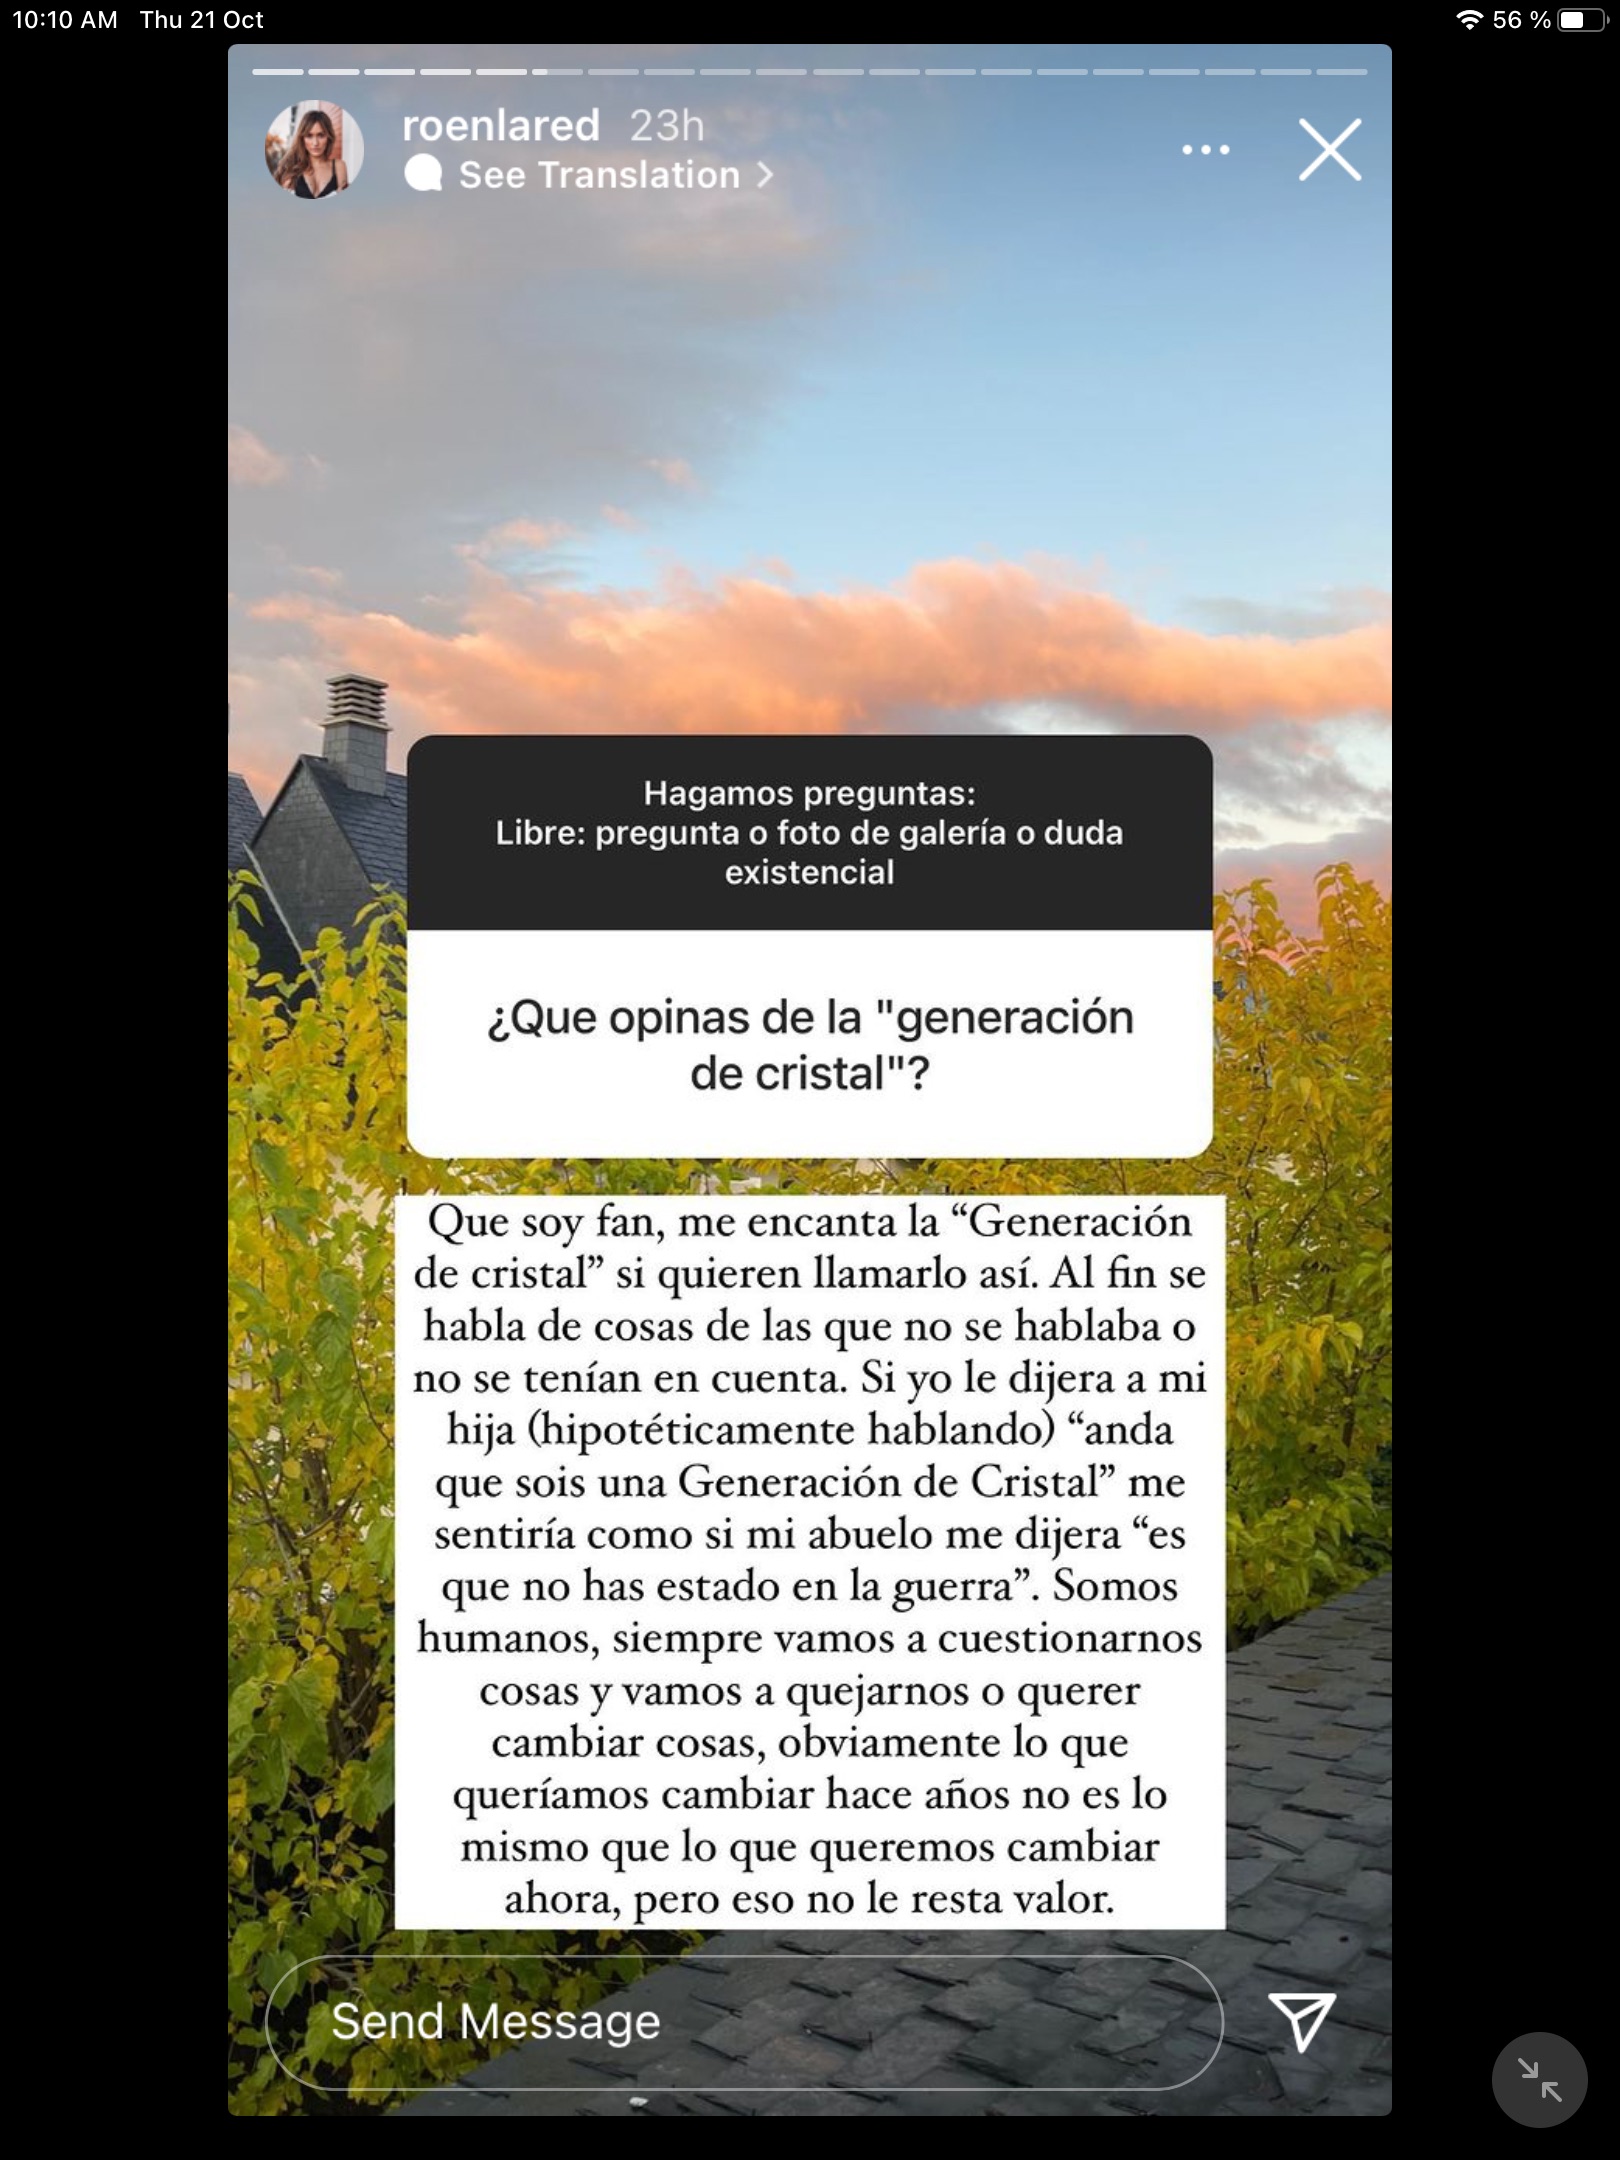 10:10 AM Thu 21 Oct
56 %
roenlared 23h
See Translation
Hagamos preguntas:
Libre: pregunta o foto de galería o duda
existencial
¿Que opinas de la "generación
de cristal"?
Que soy fan, me encanta la “Generación
de cristal” si quieren llamarlo así. Al fin se
habla de cosas de las que no se hablaba o
no se tenían en cuenta. Si yo le dijera a mi
hija (hipotéticamente hablando) “anda
que sois una Generación de Cristal” me
sentiría como si mi abuelo me dijera “es
que no has estado en la guerra”. Somos
humanos, siempre vamos a cuestionarnos
cosas y vamos a quejarnos o querer
cambiar cosas, obviamente lo que
queríamos cambiar hace años no es lo
mismo que lo que queremos cambiar
ahora, pero eso no le resta valor.
Send Message